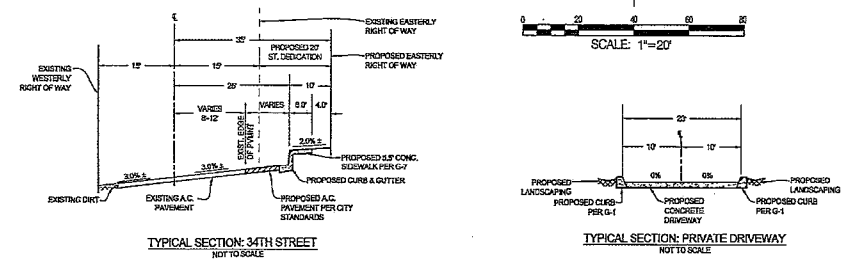 ℄
EXISTING EASTERLY
RIGHT OF WAY
35'
PROPOSED 20'
ST. DEDICATION
PROPOSED EASTERLY
RIGHT OF WAY
EXISTING
WESTERLY
RIGHT OF WAY
15'
15'
25'
10'
VARIES
8-12'
EXIST. EDGE
OF PVMNT
VARIES
6.0'
4.0'
2.0% ±
3.0% ±
3.0% ±
PROPOSED 5.5' CONC.
SIDEWALK PER G-7
PROPOSED CURB & GUTTER
EXISTING DIRT
EXISTING A.C.
PAVEMENT
PROPOSED A.C.
PAVEMENT PER CITY
STANDARDS
TYPICAL SECTION: 34TH STREET
NOT TO SCALE
0 20 40 60 80
SCALE: 1"=20'
20'
℄
10'
10'
0%
0%
PROPOSED
LANDSCAPING
PROPOSED
LANDSCAPING
PROPOSED CURB
PER G-1
PROPOSED
CONCRETE
DRIVEWAY
PROPOSED CURB
PER G-1
TYPICAL SECTION: PRIVATE DRIVEWAY
NOT TO SCALE